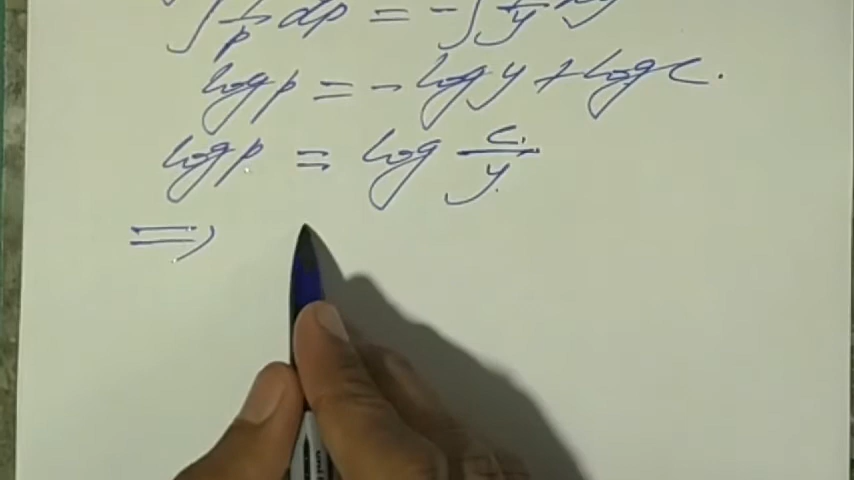 ∫ 1/p dp = -∫ 1/y dy
log p = - log y + log c.
log p = log c/y
⇒